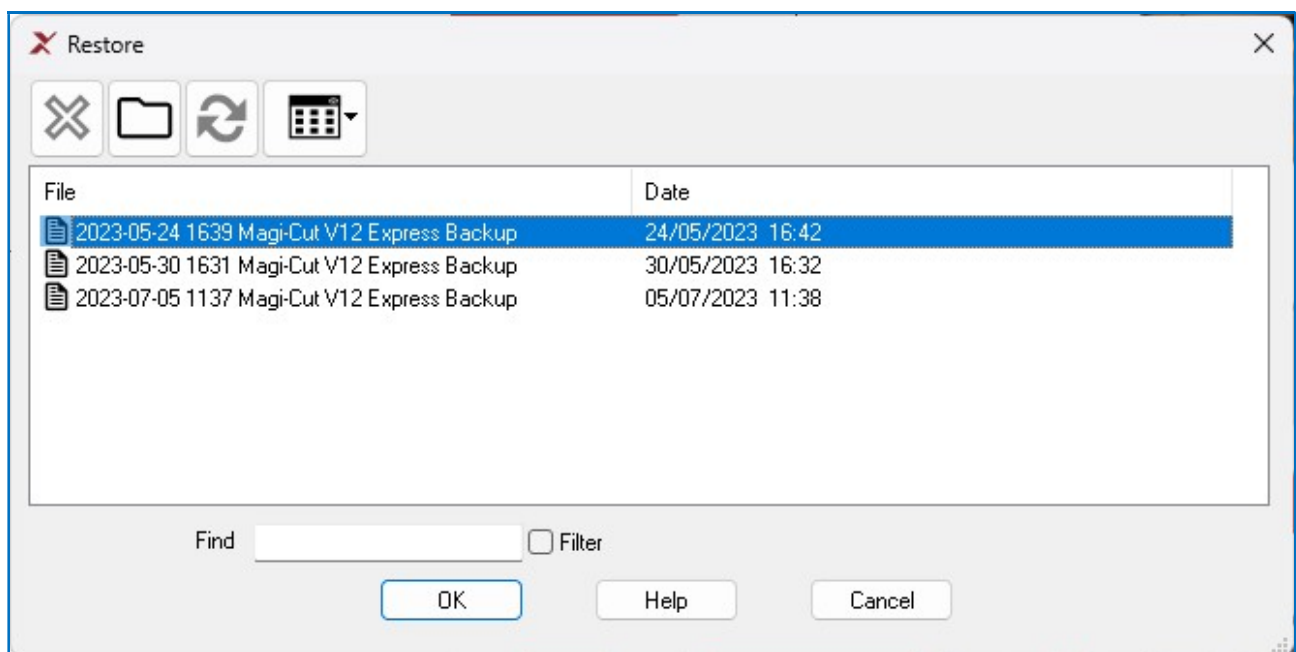 Restore
File Date
2023-05-24 1639 Magi-Cut V12 Express Backup 24/05/2023 16:42
2023-05-30 1631 Magi-Cut V12 Express Backup 30/05/2023 16:32
2023-07-05 1137 Magi-Cut V12 Express Backup 05/07/2023 11:38
Find Filter
OK Help Cancel